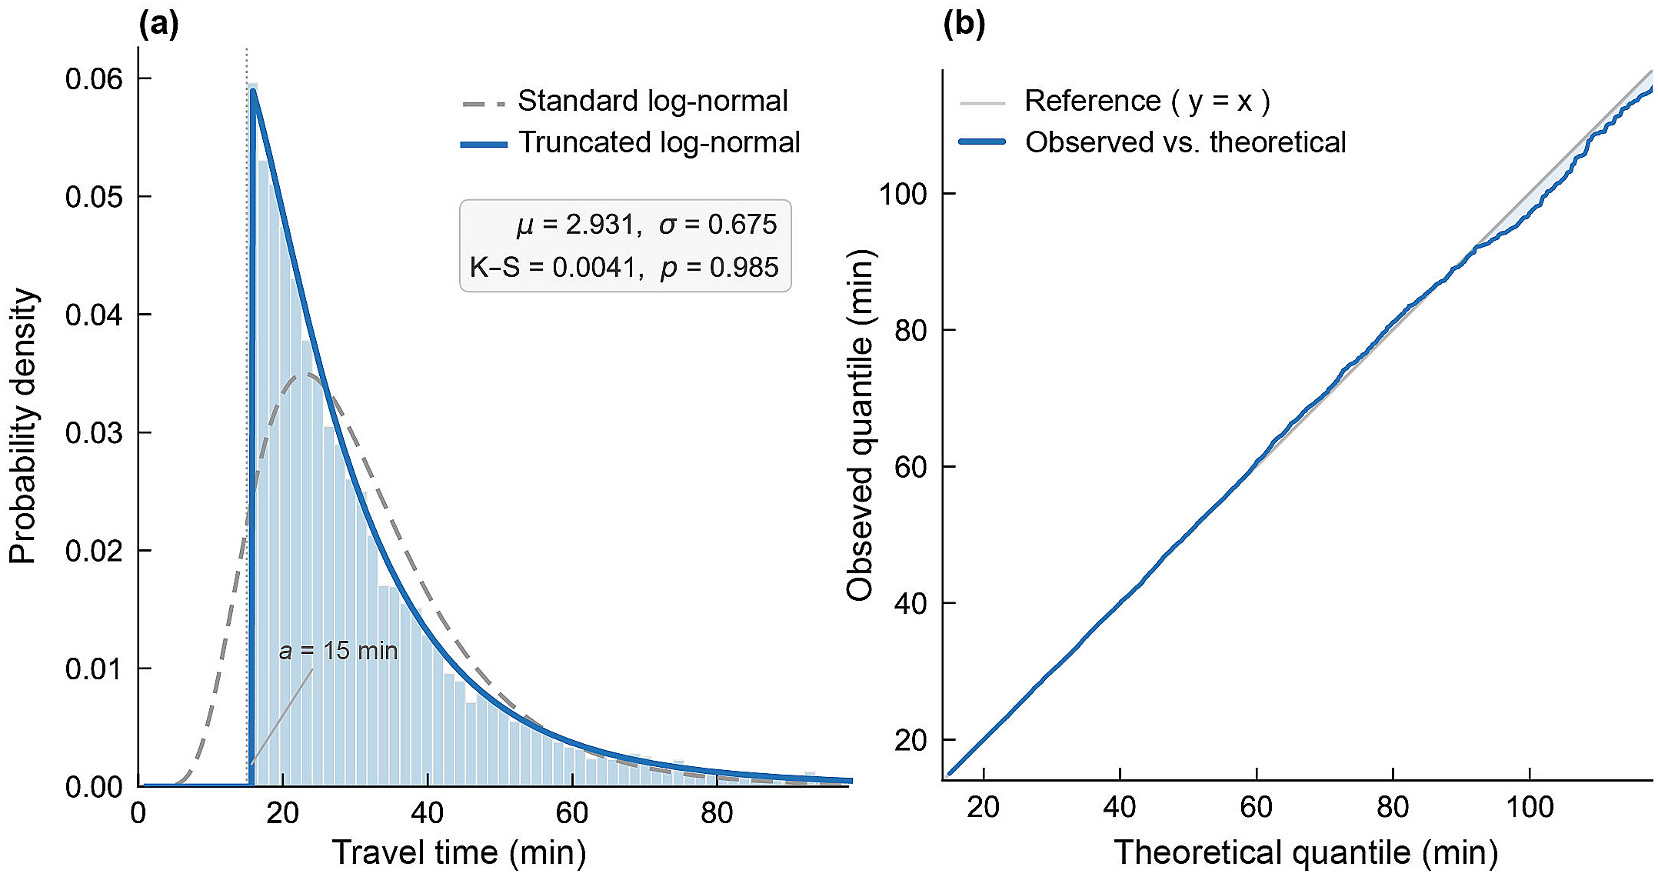 (a)
0.06
0.05
0.04
0.03
0.02
0.01
0.00
Probability density
Standard log-normal
Truncated log-normal
μ = 2.931, σ = 0.675
K–S = 0.0041, p = 0.985
a = 15 min
0 20 40 60 80
Travel time (min)
(b)
Reference ( y = x )
Observed vs. theoretical
100
80
60
40
20
Obseved quantile (min)
20 40 60 80 100
Theoretical quantile (min)